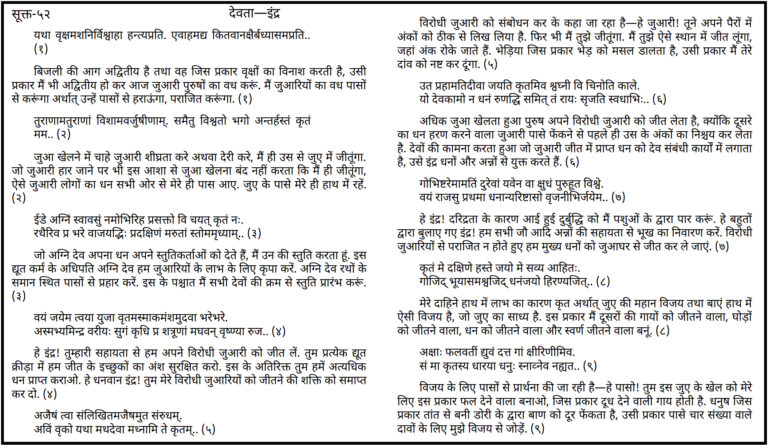 सूक्त-५२
देवता—इंद्र
यथा वृक्षमशनिर्विश्वाहा हन्त्यप्रति. एवाहमद्य कितवानक्षैर्बध्यासमप्रति..
(१)
बिजली की आग अद्वितीय है तथा वह जिस प्रकार वृक्षों का विनाश करती है, उसी
प्रकार मैं भी अद्वितीय हो कर आज जुआरी पुरुषों का वध करूं. मैं जुआरियों का वध पासों
से करूंगा अर्थात् उन्हें पासों से हराऊंगा, पराजित करूंगा. (१)
तुराणामतुराणां विशामवर्जुषीणाम्. समैतु विश्वतो भगो अन्तर्हस्तं कृतं
मम.. (२)
जुआ खेलने में चाहे जुआरी शीघ्रता करे अथवा देरी करे, मैं ही उस से जुए में जीतूंगा.
जो जुआरी हार जाने पर भी इस आशा से जुआ खेलना बंद नहीं करता कि मैं ही जीतूंगा,
ऐसे जुआरी लोगों का धन सभी ओर से मेरे ही पास आए. जुए के पासे मेरे ही हाथ में रहें.
(२)
ईडे अग्निं स्वावसुं नमोभिरिह प्रसक्तो वि चयत् कृतं नः.
रथैरिव प्र भरे वाजयद्भिः प्रदक्षिणं मरुतां स्तोममृध्याम्.. (३)
जो अग्नि देव अपना धन अपने स्तुतिकर्ताओं को देते हैं, मैं उन की स्तुति करता हूं. इस
द्यूत कर्म के अधिपति अग्नि देव हम जुआरियों के लाभ के लिए कृपा करें. अग्नि देव रथों के
समान स्थित पासों से प्रहार करें. इस के पश्चात मैं सभी देवों की क्रम से स्तुति प्रारंभ करूं.
(३)
वयं जयेम त्वया युजा वृतमस्माकमंशमुदवा भरेभरे.
अस्मभ्यमिन्द्र वरीयः सुगं कृधि प्र शत्रूणां मघवन् वृष्ण्या रुज.. (४)
हे इंद्र! तुम्हारी सहायता से हम अपने विरोधी जुआरी को जीत लें. तुम प्रत्येक द्यूत
क्रीड़ा में हम जीत के इच्छुकों का अंश सुरक्षित करो. इस के अतिरिक्त तुम हमें अत्यधिक
धन प्राप्त कराओ. हे धनवान इंद्र! तुम मेरे विरोधी जुआरियों को जीतने की शक्ति को समाप्त
कर दो. (४)
अजैषं त्वा संलिखितमजैषमुत संरुधम्.
अविं वृको यथा मथदेवा मथ्नामि ते कृतम्.. (५)
विरोधी जुआरी को संबोधन कर के कहा जा रहा है—हे जुआरी! तूने अपने पैरों में
अंकों को ठीक से लिख लिया है. फिर भी मैं तुझे जीतूंगा. मैं तुझे ऐसे स्थान में जीत लूंगा,
जहां अंक रोके जाते हैं. भेड़िया जिस प्रकार भेड़ को मसल डालता है, उसी प्रकार मैं तेरे
दांव को नष्ट कर दूंगा. (५)
उत प्रहामतिदीवा जयति कृतमिव श्वघ्नी वि चिनोति काले.
यो देवकामो न धनं रुणद्धि समित् तं रायः सृजति स्वधाभिः.. (६)
अधिक जुआ खेलता हुआ पुरुष अपने विरोधी जुआरी को जीत लेता है, क्योंकि दूसरे
का धन हरण करने वाला जुआरी पासे फेंकने से पहले ही उस के अंकों का निश्चय कर लेता
है. देवों की कामना करता हुआ जो जुआरी जीत में प्राप्त धन को देव संबंधी कार्यों में लगाता
है, उसे इंद्र धनों और अन्नों से युक्त करते हैं. (६)
गोभिष्टरेमामतिं दुरेवां यवेन वा क्षुधं पुरुहूत विश्वे.
वयं राजसु प्रथमा धनान्यरिष्टासो वृजनीभिर्जयेम.. (७)
हे इंद्र! दरिद्रता के कारण आई हुई दुर्बुद्धि को मैं पशुओं के द्वारा पार करूं. हे बहुतों
द्वारा बुलाए गए इंद्र! हम सभी जौ आदि अन्नों की सहायता से भूख का निवारण करें. विरोधी
जुआरियों से पराजित न होते हुए हम मुख्य धनों को जुआघर से जीत कर ले जाएं. (७)
कृतं मे दक्षिणे हस्ते जयो मे सव्य आहितः.
गोजिद् भूयासमश्वजिद् धनंजयो हिरण्यजित्.. (८)
मेरे दाहिने हाथ में लाभ का कारण कृत अर्थात् जुए की महान विजय तथा बाएं हाथ में
ऐसी विजय है, जो जुए का साध्य है. इस प्रकार मैं दूसरों की गायों को जीतने वाला, घोड़ों
को जीतने वाला, धन को जीतने वाला और स्वर्ण जीतने वाला बनूं. (८)
अक्षाः फलवतीं द्युवं दत्त गां क्षीरिणीमिव.
सं मा कृतस्य धारया धनुः स्नाव्नेव नह्यत.. (९)
विजय के लिए पासों से प्रार्थना की जा रही है—हे पासो! तुम इस जुए के खेल को मेरे
लिए इस प्रकार फल देने वाला बनाओ, जिस प्रकार दूध देने वाली गाय होती है. धनुष जिस
प्रकार तांत से बनी डोरी के द्वारा बाण को दूर फेंकता है, उसी प्रकार पासे चार संख्या वाले
दावों के लिए मुझे विजय से जोड़ें. (९)